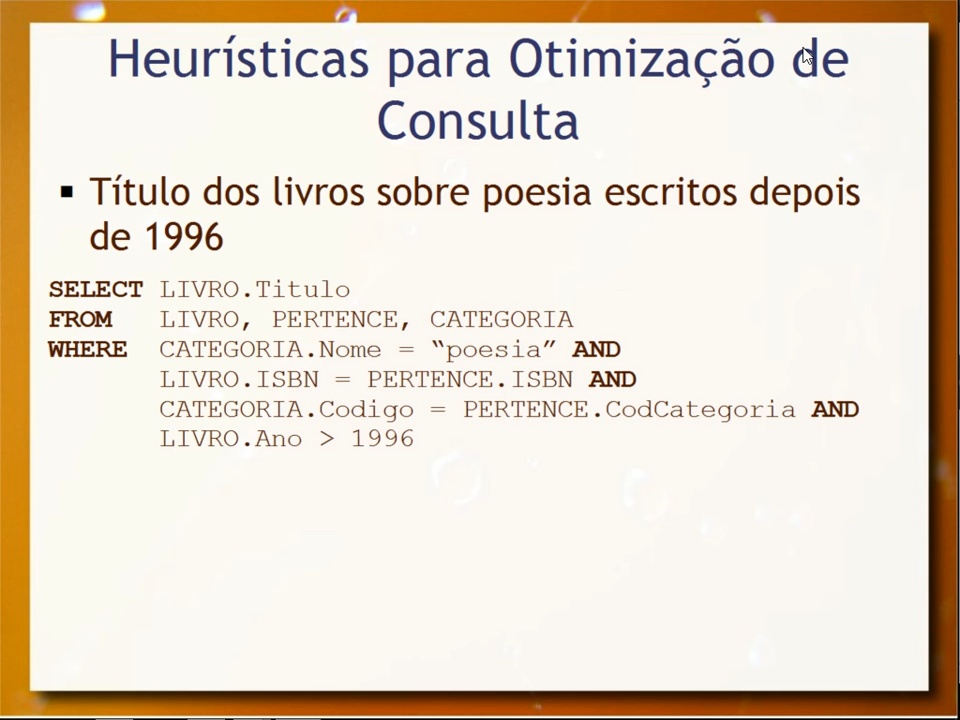 Heurísticas para Otimização de
Consulta
▪ Título dos livros sobre poesia escritos depois
de 1996
SELECT LIVRO.Titulo
FROM LIVRO, PERTENCE, CATEGORIA
WHERE CATEGORIA.Nome = “poesia” AND
LIVRO.ISBN = PERTENCE.ISBN AND
CATEGORIA.Codigo = PERTENCE.CodCategoria AND
LIVRO.Ano > 1996